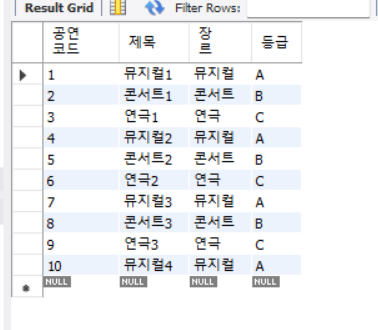 Result Grid Filter Rows:
공연
코드 제목 장
르 등급
1 뮤지컬1 뮤지컬 A
2 콘서트1 콘서트 B
3 연극1 연극 C
4 뮤지컬2 뮤지컬 A
5 콘서트2 콘서트 B
6 연극2 연극 C
7 뮤지컬3 뮤지컬 A
8 콘서트3 콘서트 B
9 연극3 연극 C
10 뮤지컬4 뮤지컬 A
NULL NULL NULL NULL